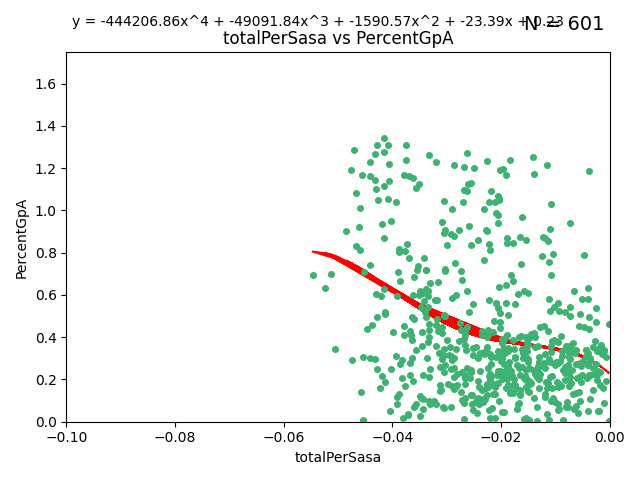 y = -444206.86x^4 + -49091.84x^3 + -1590.57x^2 + -23.39x + 0.23
N = 601
totalPerSasa vs PercentGpA
PercentGpA
1.6
1.4
1.2
1.0
0.8
0.6
0.4
0.2
0.0
−0.10 −0.08 −0.06 −0.04 −0.02 0.00
totalPerSasa